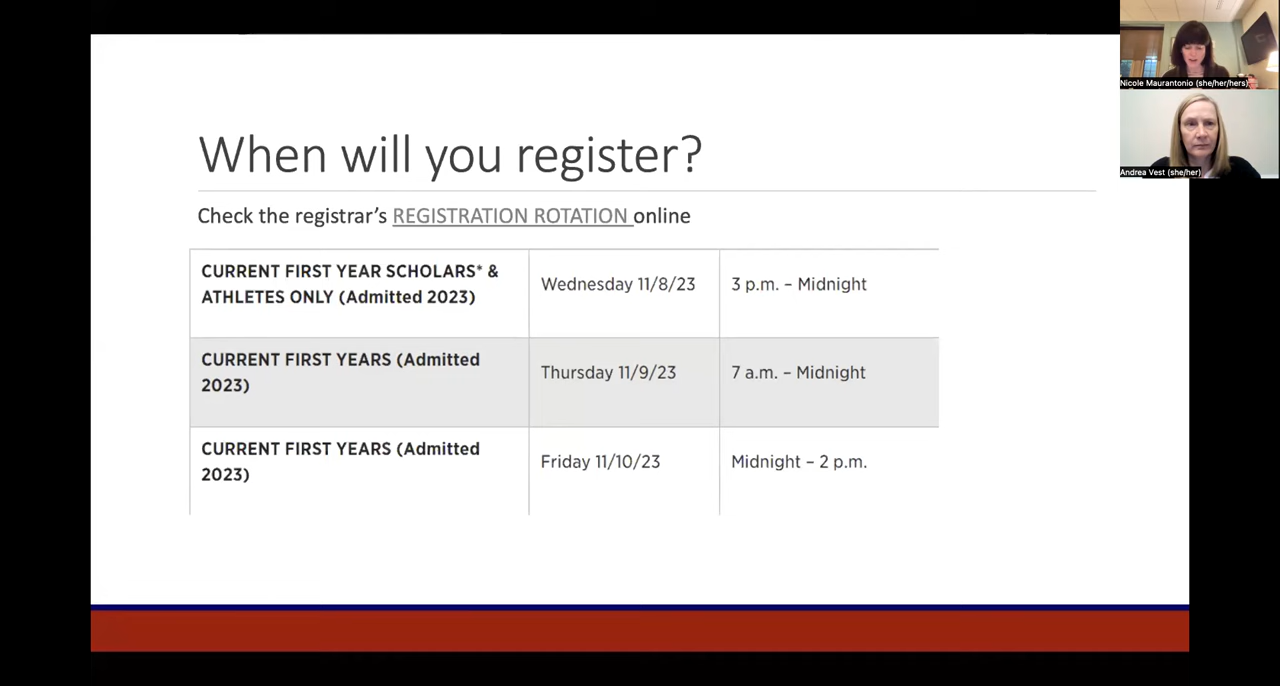 Nicole Maurantonio (she/her/hers)
Andrea Vest (she/her)
When will you register?
Check the registrar's REGISTRATION ROTATION online
CURRENT FIRST YEAR SCHOLARS* &
ATHLETES ONLY (Admitted 2023)
Wednesday 11/8/23
3 p.m. – Midnight
CURRENT FIRST YEARS (Admitted
2023)
Thursday 11/9/23
7 a.m. – Midnight
CURRENT FIRST YEARS (Admitted
2023)
Friday 11/10/23
Midnight – 2 p.m.